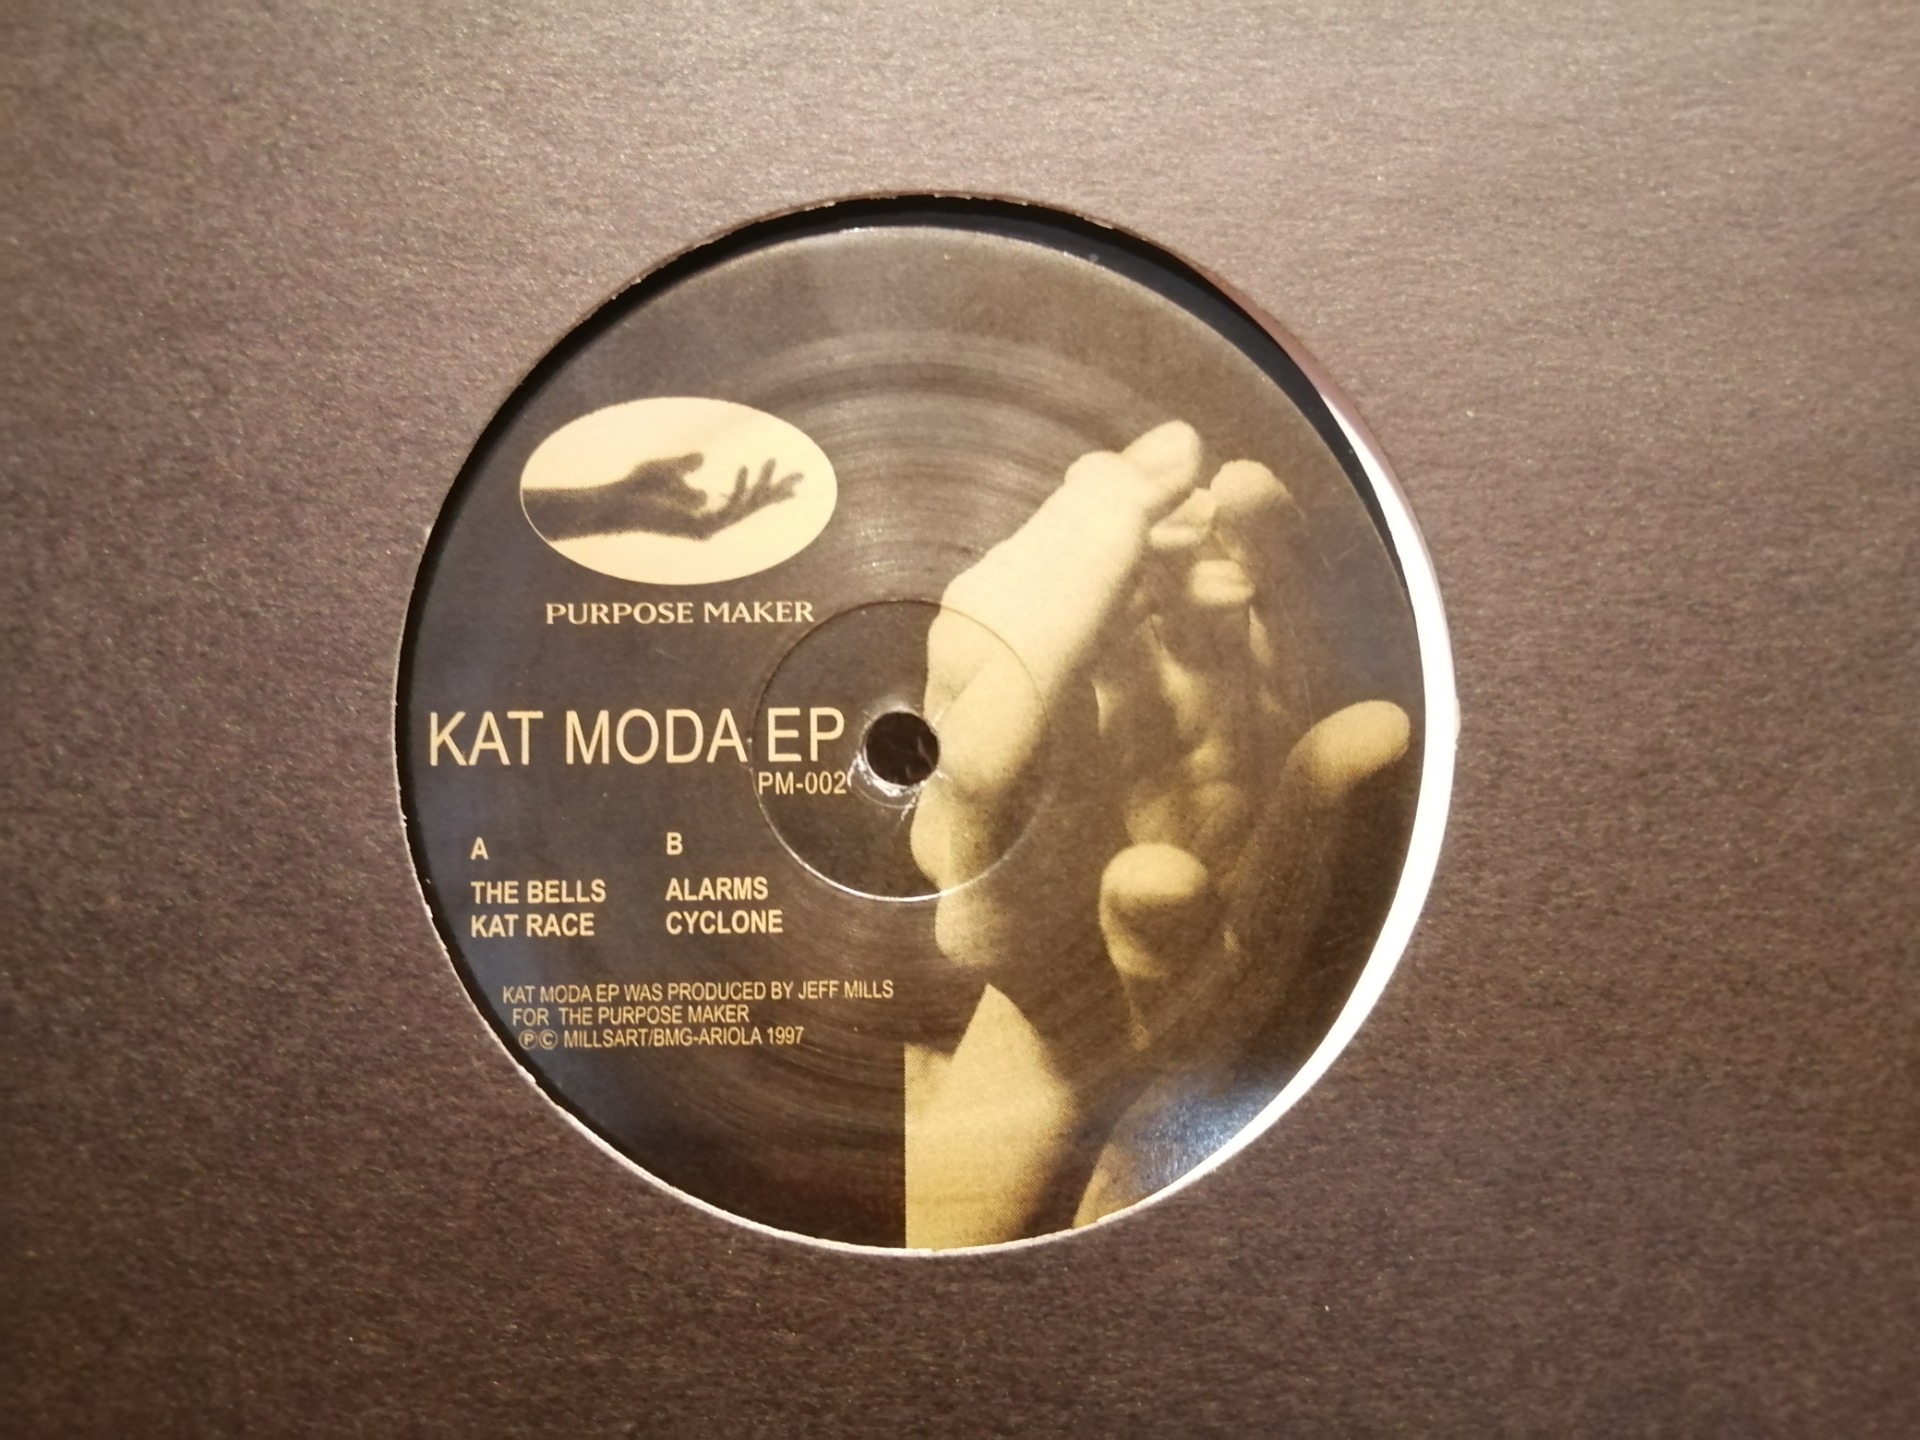 PURPOSE MAKER
KAT MODA EP
PM-002
A
THE BELLS
KAT RACE
B
ALARMS
CYCLONE
KAT MODA EP WAS PRODUCED BY JEFF MILLS
FOR THE PURPOSE MAKER
℗© MILLSART/BMG-ARIOLA 1997